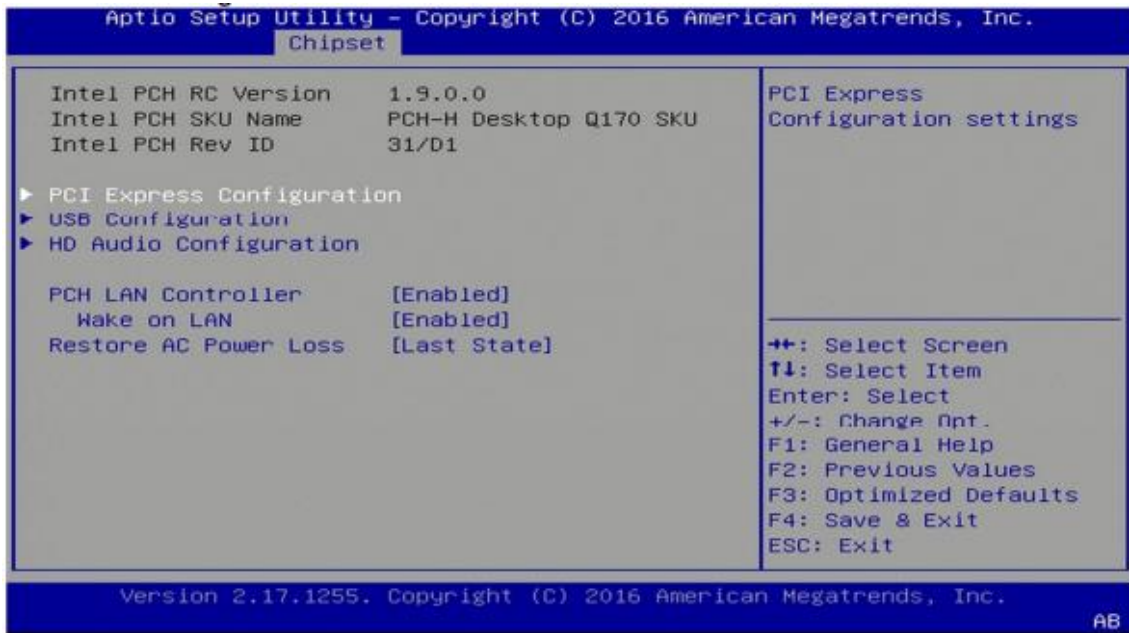 Aptio Setup Utility – Copyright (C) 2016 American Megatrends, Inc.
Chipset
Intel PCH RC Version 1.9.0.0
Intel PCH SKU Name PCH-H Desktop Q170 SKU
Intel PCH Rev ID 31/D1
► PCI Express Configuration
► USB Configuration
► HD Audio Configuration
PCH LAN Controller [Enabled]
Wake on LAN [Enabled]
Restore AC Power Loss [Last State]
PCI Express
Configuration settings
→←: Select Screen
↑↓: Select Item
Enter: Select
+/-: Change Opt.
F1: General Help
F2: Previous Values
F3: Optimized Defaults
F4: Save & Exit
ESC: Exit
Version 2.17.1255. Copyright (C) 2016 American Megatrends, Inc.
AB